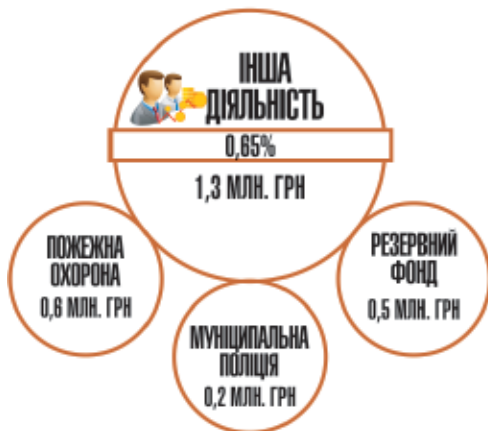 ІНША
ДІЯЛЬНІСТЬ
0,65%
1,3 МЛН. ГРН
ПОЖЕЖНА
ОХОРОНА
0,6 МЛН. ГРН
МУНІЦИПАЛЬНА
ПОЛІЦІЯ
0,2 МЛН. ГРН
РЕЗЕРВНИЙ
ФОНД
0,5 МЛН. ГРН